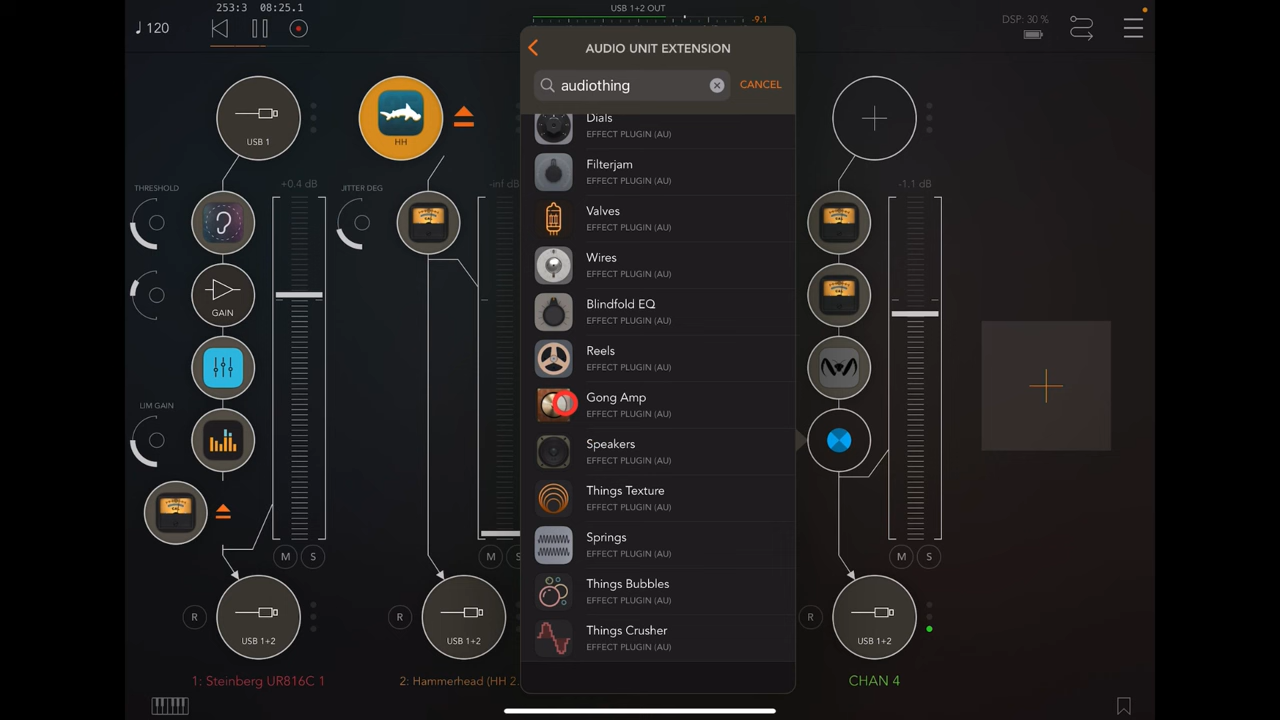 253:3 08:25.1
USB 1+2 OUT
-9.1
♩ 120
DSP: 30 %
AUDIO UNIT EXTENSION
audiothing
CANCEL
USB 1
HH
THRESHOLD
+0.4 dB
JITTER DEG
-inf dB
-1.1 dB
GAIN
LIM GAIN
Dials
EFFECT PLUGIN (AU)
Filterjam
EFFECT PLUGIN (AU)
Valves
EFFECT PLUGIN (AU)
Wires
EFFECT PLUGIN (AU)
Blindfold EQ
EFFECT PLUGIN (AU)
Reels
EFFECT PLUGIN (AU)
Gong Amp
EFFECT PLUGIN (AU)
Speakers
EFFECT PLUGIN (AU)
Things Texture
EFFECT PLUGIN (AU)
Springs
EFFECT PLUGIN (AU)
Things Bubbles
EFFECT PLUGIN (AU)
Things Crusher
EFFECT PLUGIN (AU)
M S
M S
M S
R USB 1+2
R USB 1+2
R USB 1+2
1: Steinberg UR816C 1
2: Hammerhead (HH 2.
CHAN 4